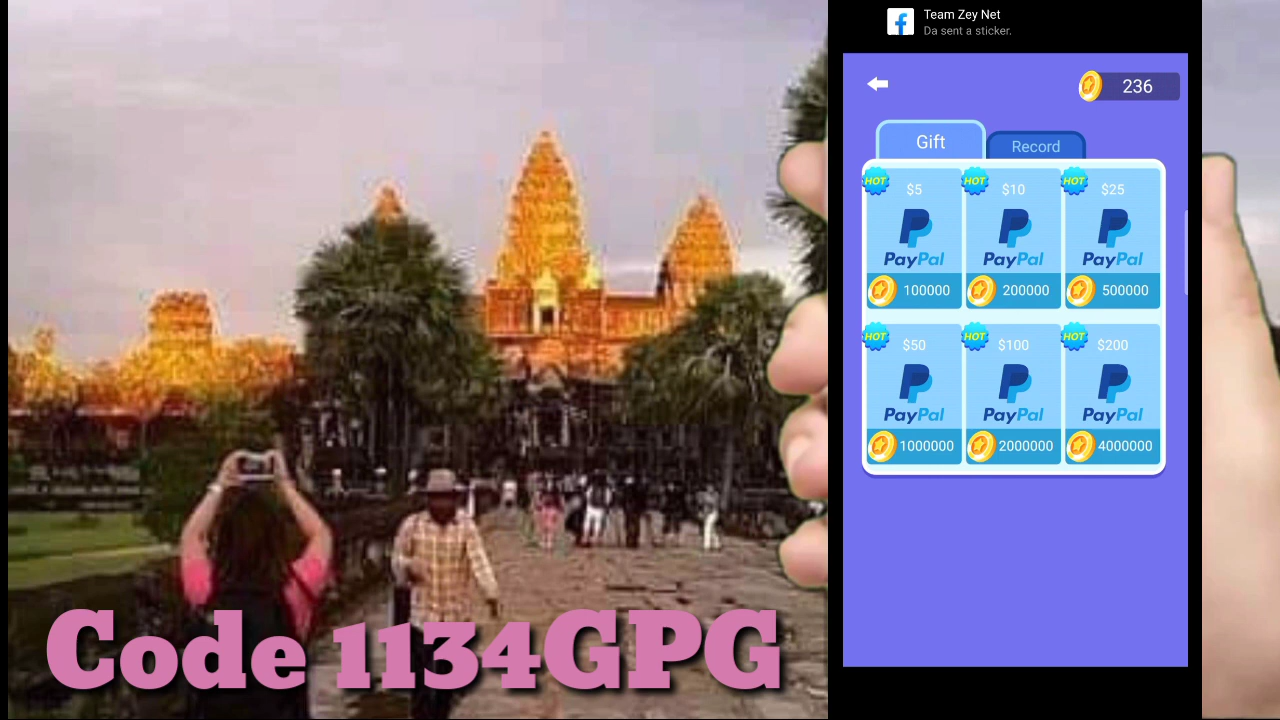 Team Zey Net
Da sent a sticker.
236
Gift
Record
HOT
$5
HOT
$10
HOT
$25
PayPal
PayPal
PayPal
100000
200000
500000
HOT
$50
HOT
$100
HOT
$200
PayPal
PayPal
PayPal
1000000
2000000
4000000
Code 1134GPG